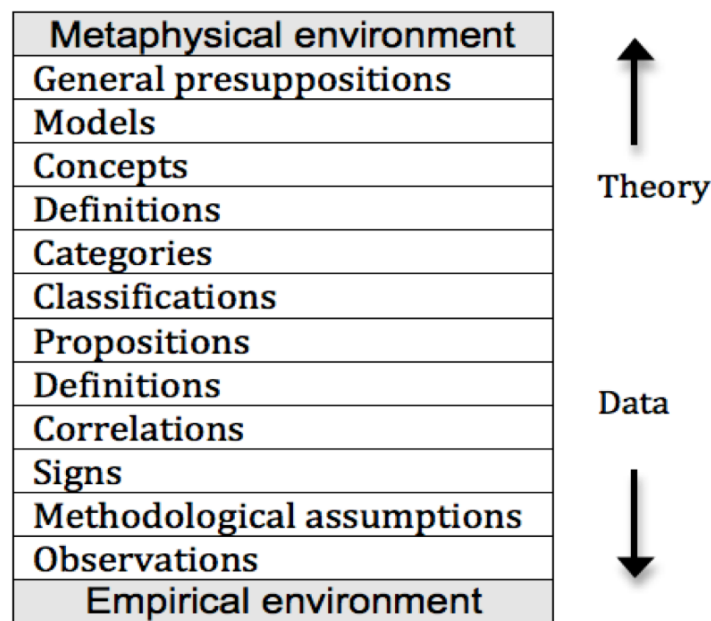 Metaphysical environment
General presuppositions
Models
Concepts
Definitions
Categories
Classifications
Propositions
Definitions
Correlations
Signs
Methodological assumptions
Observations
Empirical environment
Theory
Data